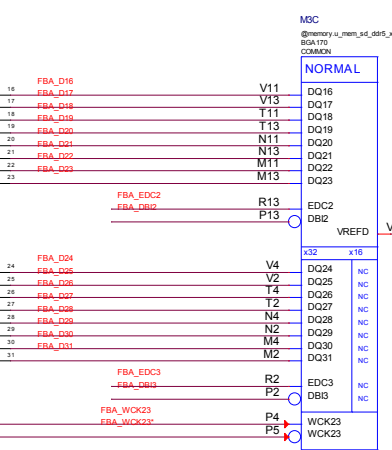 M3C
@memory.u_mem_sd_ddr5_x
BGA170
COMMON
NORMAL
16 FBA_D16 V11 DQ16
17 FBA_D17 V13 DQ17
18 FBA_D18 T11 DQ18
19 FBA_D19 T13 DQ19
20 FBA_D20 N11 DQ20
21 FBA_D21 N13 DQ21
22 FBA_D22 M11 DQ22
23 FBA_D23 M13 DQ23
FBA_EDC2 R13 EDC2
FBA_DBI2 P13 DBI2
VREFD V
x32 x16
24 FBA_D24 V4 DQ24 NC
25 FBA_D25 V2 DQ25 NC
26 FBA_D26 T4 DQ26 NC
27 FBA_D27 T2 DQ27 NC
28 FBA_D28 N4 DQ28 NC
29 FBA_D29 N2 DQ29 NC
30 FBA_D30 M4 DQ30 NC
31 FBA_D31 M2 DQ31 NC
FBA_EDC3 R2 EDC3 NC
FBA_DBI3 P2 DBI3 NC
FBA_WCK23 P4 WCK23
FBA_WCK23* P5 WCK23